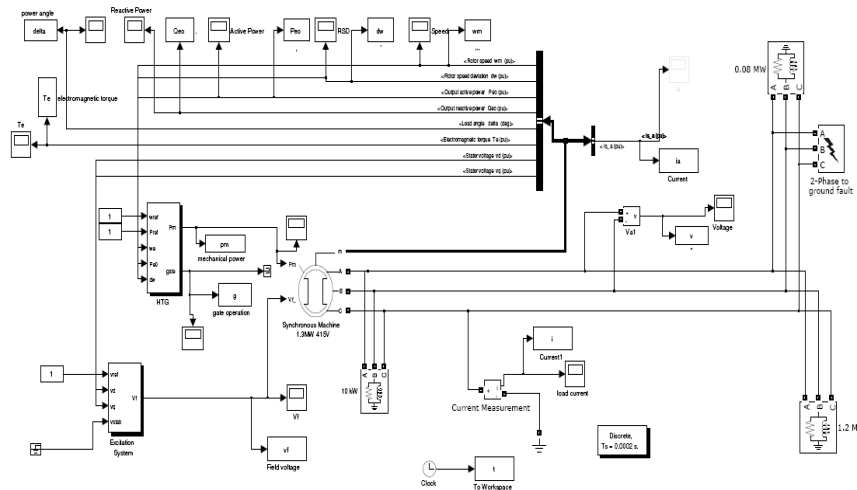 power angle
Reactive Power
delta
Qeo
Active Power
Peo
RSD
dw
Speed
wm
<Rotor speed wm (pu)>
<Rotor speed deviation dw (pu)>
<Output active power Peo (pu)>
<Output reactive power Qeo (pu)>
<Load angle delta (deg)>
<Electromagnetic torque Te (pu)>
<Stator voltage vd (pu)>
<Stator voltage vq (pu)>
Te
electromagnetic torque
Te
<is_a (pu)>
<is_a (pu)>
<is_a (pu)>
ia
Current
0.08 MW
A B C
A
B
C
2-Phase to
ground fault
1
1
wref
Pref
we
Pe0
dw
Pm
gate
HTG
pm
mechanical power
g
gate operation
Pm
Vf_
m
A
B
C
Synchronous Machine
1.3MW 415V
+
-
v
Va1
Voltage
v
A B C
10 kW
i
Current1
load current
+
-
i
Current Measurement
1
vref
vd
vq
vstab
Vf
Excitation
System
Vf
vf
Field voltage
Clock
t
To Workspace
Discrete,
Ts = 0.0002 s.
A B C
1.2 M